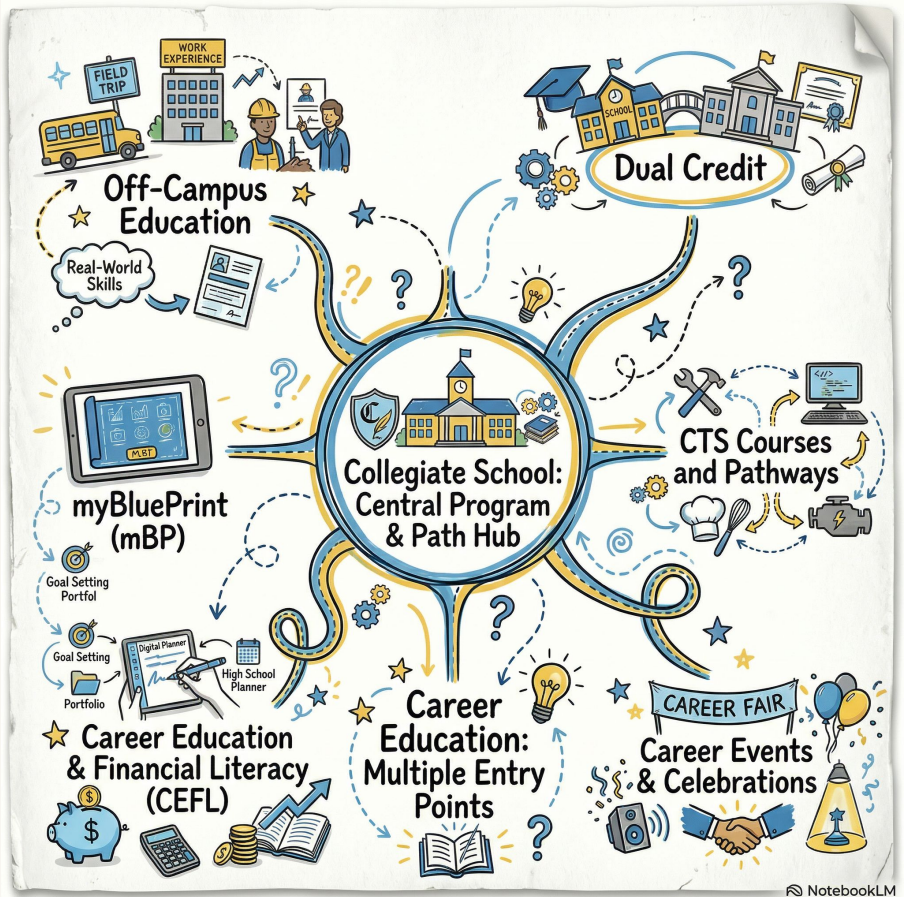 WORK
EXPERIENCE
FIELD
TRIP
Off-Campus
Education
Real-World
Skills
SCHOOL
Dual Credit
</>
CTS Courses
and Pathways
C
Collegiate School:
Central Program
& Path Hub
M.BT
myBluePrint
(mBP)
Goal Setting
Portfol
Goal Setting
Portfolio
Digital Planner
High School
Planner
Career Education
& Financial Literacy
(CEFL)
$
$
$
Career
Education:
Multiple Entry
Points
CAREER FAIR
Career Events
& Celebrations
NotebookLM